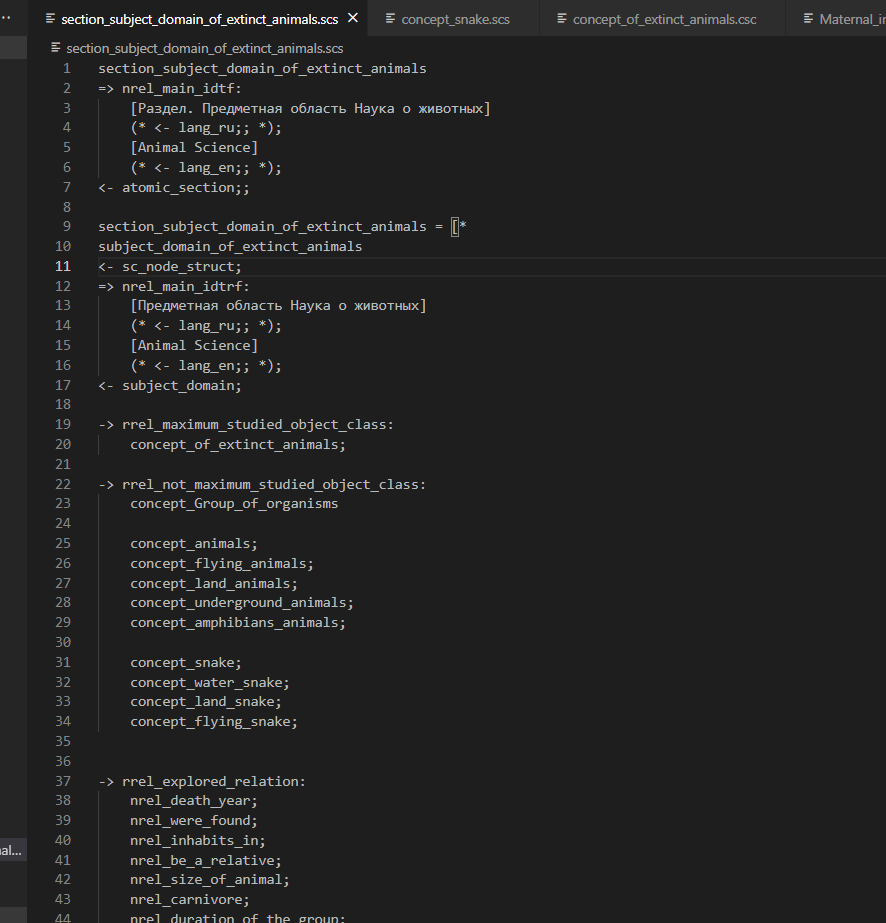 section_subject_domain_of_extinct_animals.scs
concept_snake.scs
concept_of_extinct_animals.csc
section_subject_domain_of_extinct_animals.scs
1 section_subject_domain_of_extinct_animals
2 => nrel_main_idtf:
3 [Раздел. Предметная область Наука о животных]
4 (* <- lang_ru;; *);
5 [Animal Science]
6 (* <- lang_en;; *);
7 <- atomic_section;;
8
9 section_subject_domain_of_extinct_animals = [*
10 subject_domain_of_extinct_animals
11 <- sc_node_struct;
12 => nrel_main_idtrf:
13 [Предметная область Наука о животных]
14 (* <- lang_ru;; *);
15 [Animal Science]
16 (* <- lang_en;; *);
17 <- subject_domain;
18
19 -> rrel_maximum_studied_object_class:
20 concept_of_extinct_animals;
21
22 -> rrel_not_maximum_studied_object_class:
23 concept_Group_of_organisms
24
25 concept_animals;
26 concept_flying_animals;
27 concept_land_animals;
28 concept_underground_animals;
29 concept_amphibians_animals;
30
31 concept_snake;
32 concept_water_snake;
33 concept_land_snake;
34 concept_flying_snake;
35
36
37 -> rrel_explored_relation:
38 nrel_death_year;
39 nrel_were_found;
40 nrel_inhabits_in;
41 nrel_be_a_relative;
42 nrel_size_of_animal;
43 nrel_carnivore;
44 nrel_duration_of_the_group;